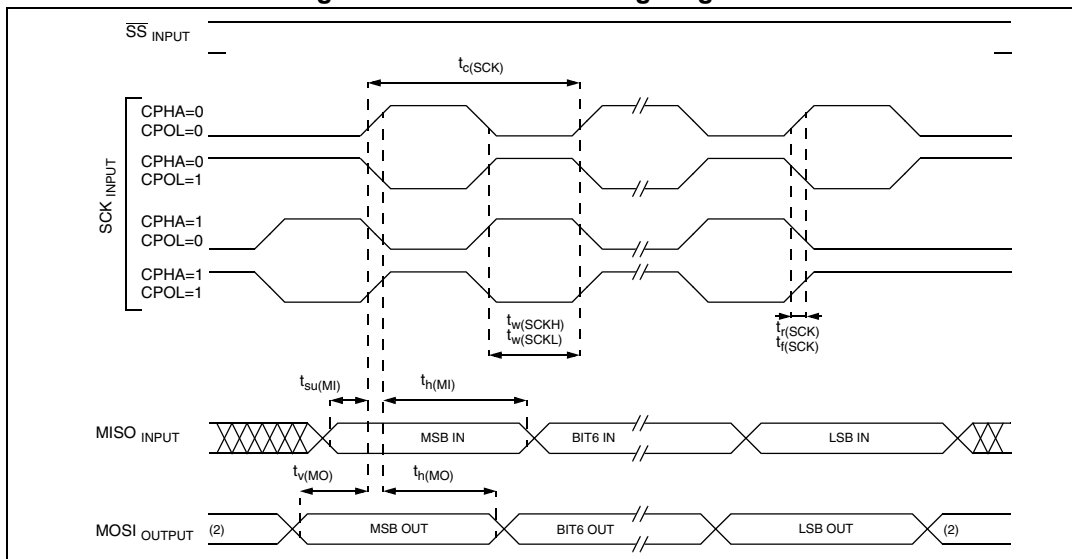 SS INPUT
tc(SCK)
SCK INPUT
CPHA=0
CPOL=0
CPHA=0
CPOL=1
CPHA=1
CPOL=0
CPHA=1
CPOL=1
tw(SCKH)
tw(SCKL)
tr(SCK)
tf(SCK)
tsu(MI)
th(MI)
MISO INPUT
MSB IN
BIT6 IN
LSB IN
tv(MO)
th(MO)
MOSI OUTPUT
(2)
MSB OUT
BIT6 OUT
LSB OUT
(2)